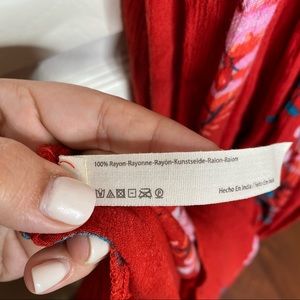 100% Rayon-Rayonne-Rayón-Kunstseide-Raion-Raion
Hecho En India /